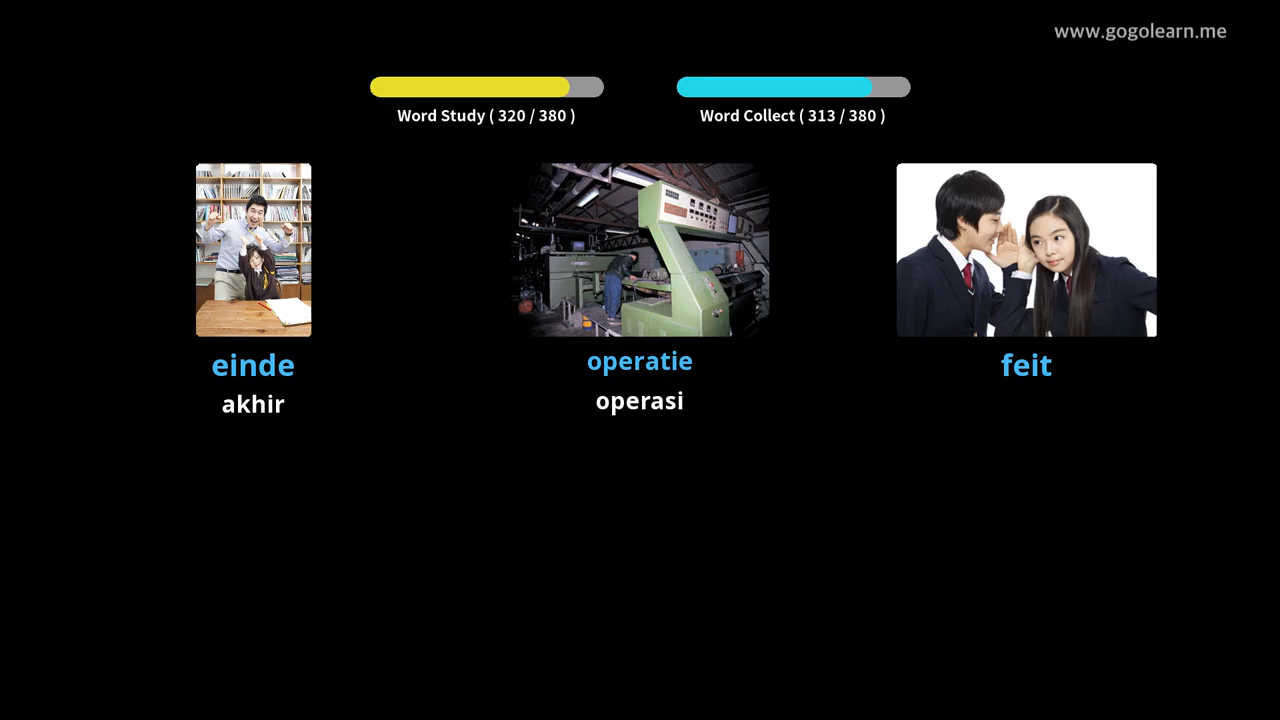 www.gogolearn.me
Word Study ( 320 / 380 )
Word Collect ( 313 / 380 )
einde
akhir
operatie
operasi
feit